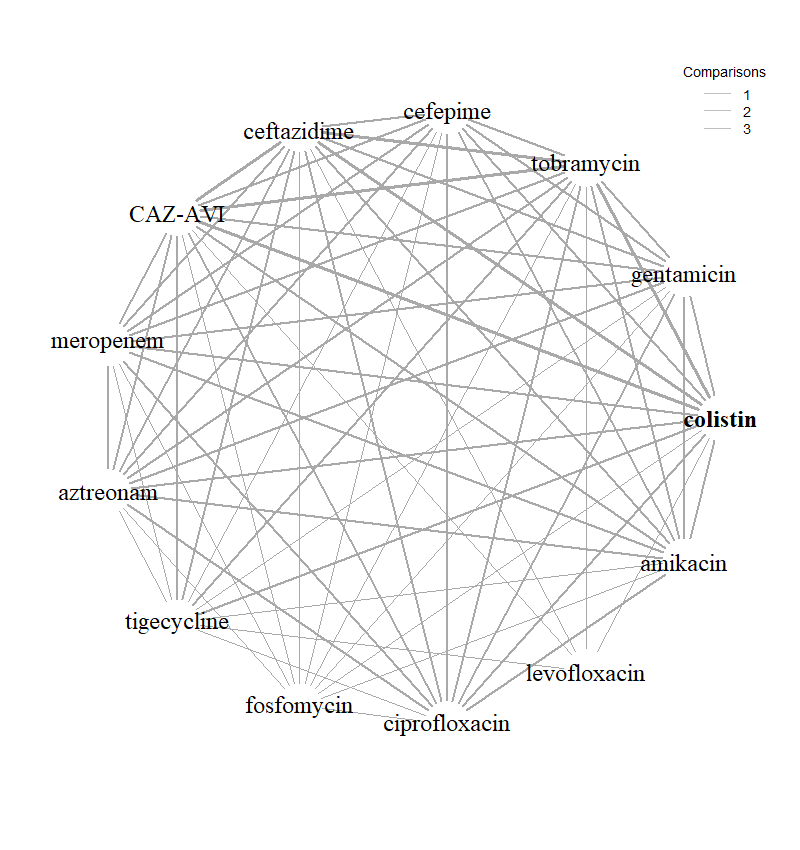 Comparisons
1
2
3
cefepime
ceftazidime
tobramycin
CAZ-AVI
gentamicin
meropenem
colistin
aztreonam
amikacin
tigecycline
levofloxacin
fosfomycin
ciprofloxacin